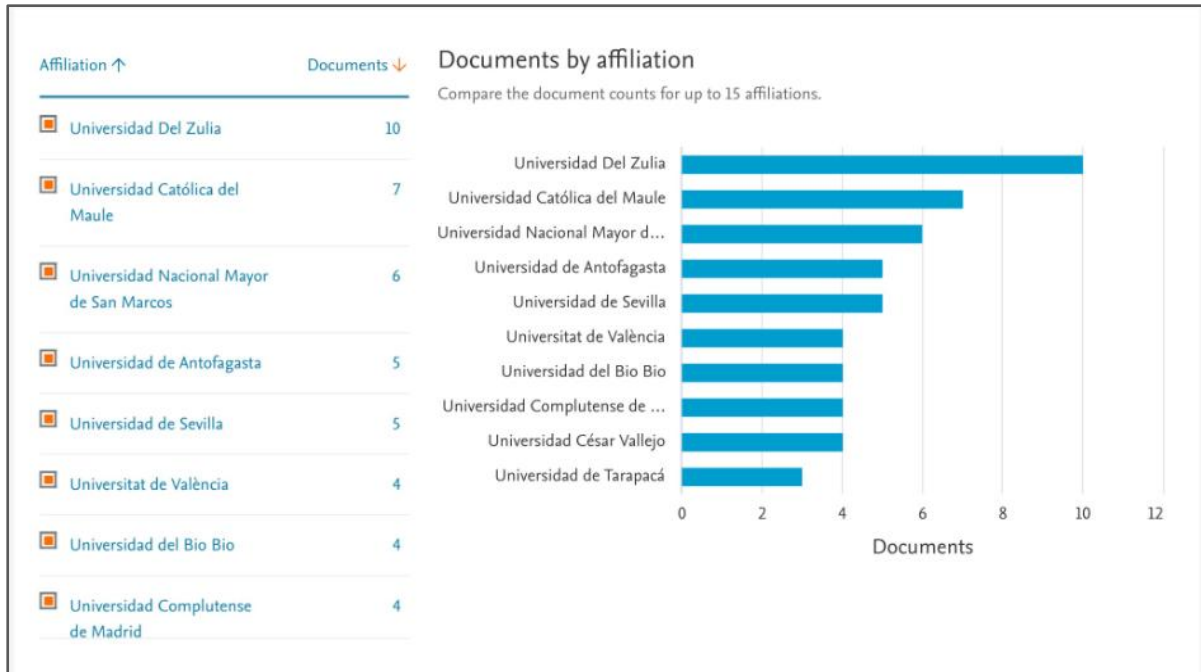 Affiliation ↑ Documents ↓
Universidad Del Zulia 10
Universidad Católica del
Maule 7
Universidad Nacional Mayor
de San Marcos 6
Universidad de Antofagasta 5
Universidad de Sevilla 5
Universitat de València 4
Universidad del Bio Bio 4
Universidad Complutense
de Madrid 4
Documents by affiliation
Compare the document counts for up to 15 affiliations.
Universidad Del Zulia
Universidad Católica del Maule
Universidad Nacional Mayor d...
Universidad de Antofagasta
Universidad de Sevilla
Universitat de València
Universidad del Bio Bio
Universidad Complutense de ...
Universidad César Vallejo
Universidad de Tarapacá
0 2 4 6 8 10 12
Documents